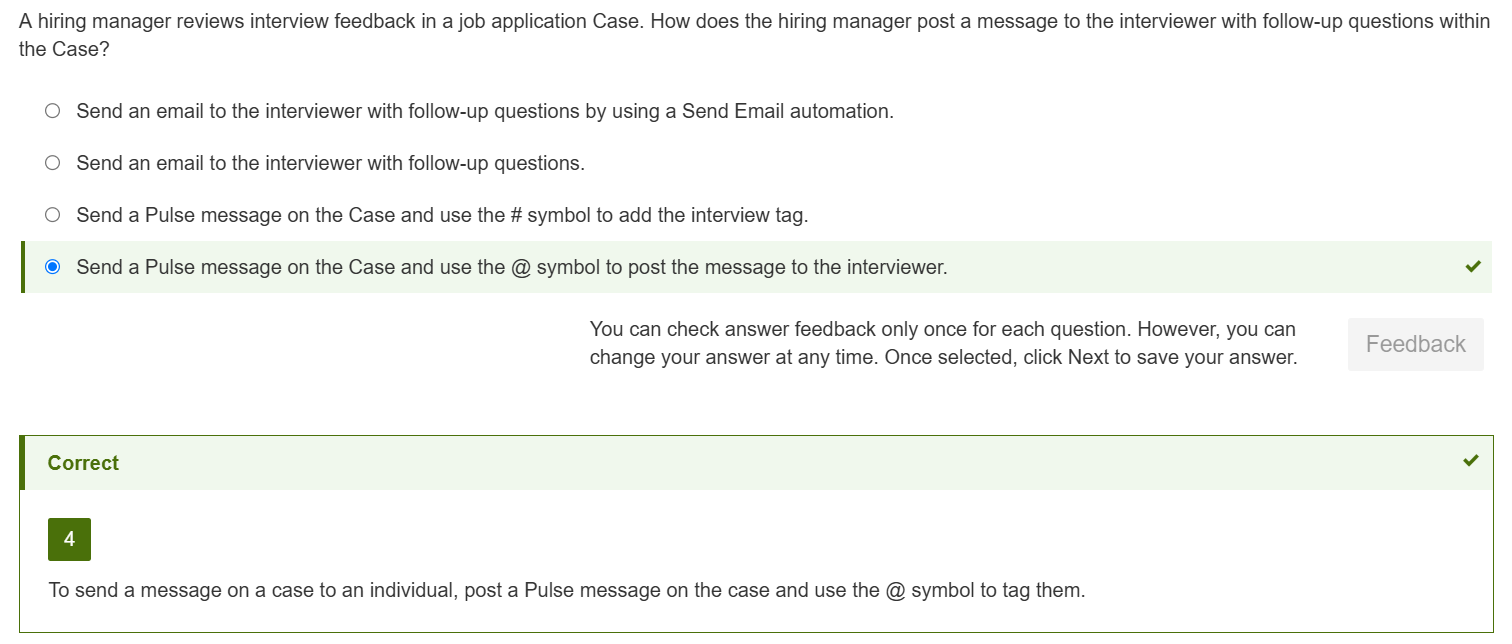 A hiring manager reviews interview feedback in a job application Case. How does the hiring manager post a message to the interviewer with follow-up questions within
the Case?
Send an email to the interviewer with follow-up questions by using a Send Email automation.
Send an email to the interviewer with follow-up questions.
Send a Pulse message on the Case and use the # symbol to add the interview tag.
Send a Pulse message on the Case and use the @ symbol to post the message to the interviewer.
You can check answer feedback only once for each question. However, you can
change your answer at any time. Once selected, click Next to save your answer.
Feedback
Correct
4
To send a message on a case to an individual, post a Pulse message on the case and use the @ symbol to tag them.